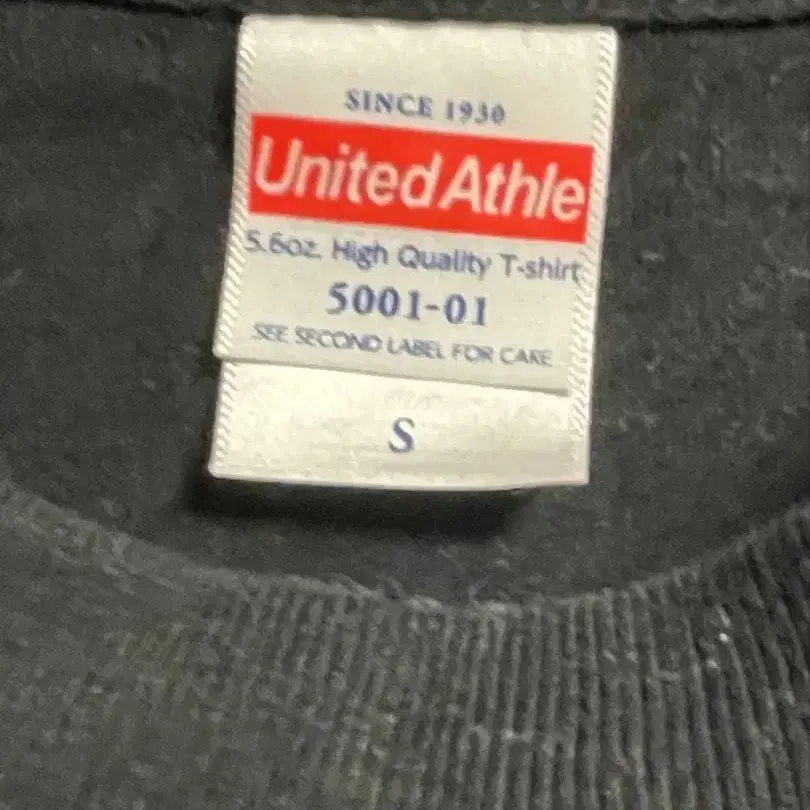 SINCE 1930
United Athle
5.6oz. High Quality T-shirt
5001-01
SEE SECOND LABEL FOR CARE
S